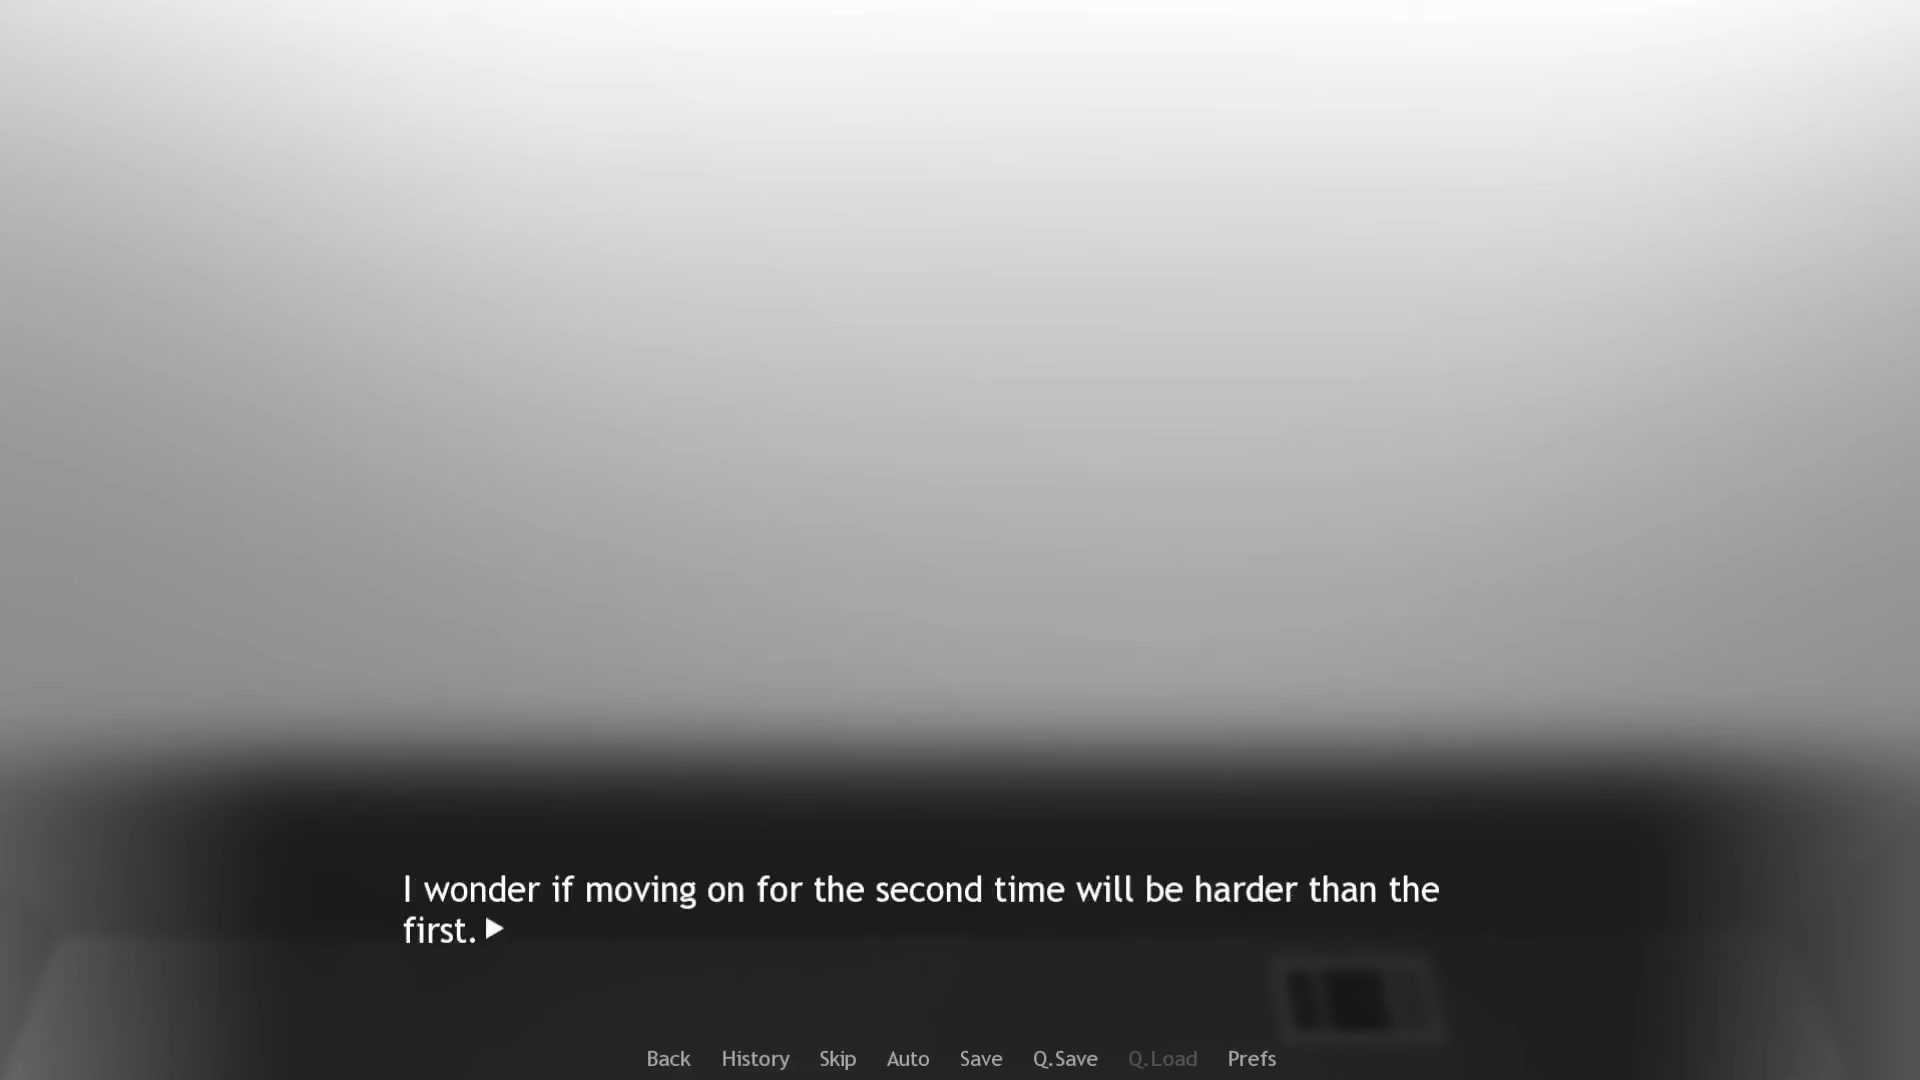 I wonder if moving on for the second time will be harder than the
first.
Back History Skip Auto Save Q.Save Q.Load Prefs